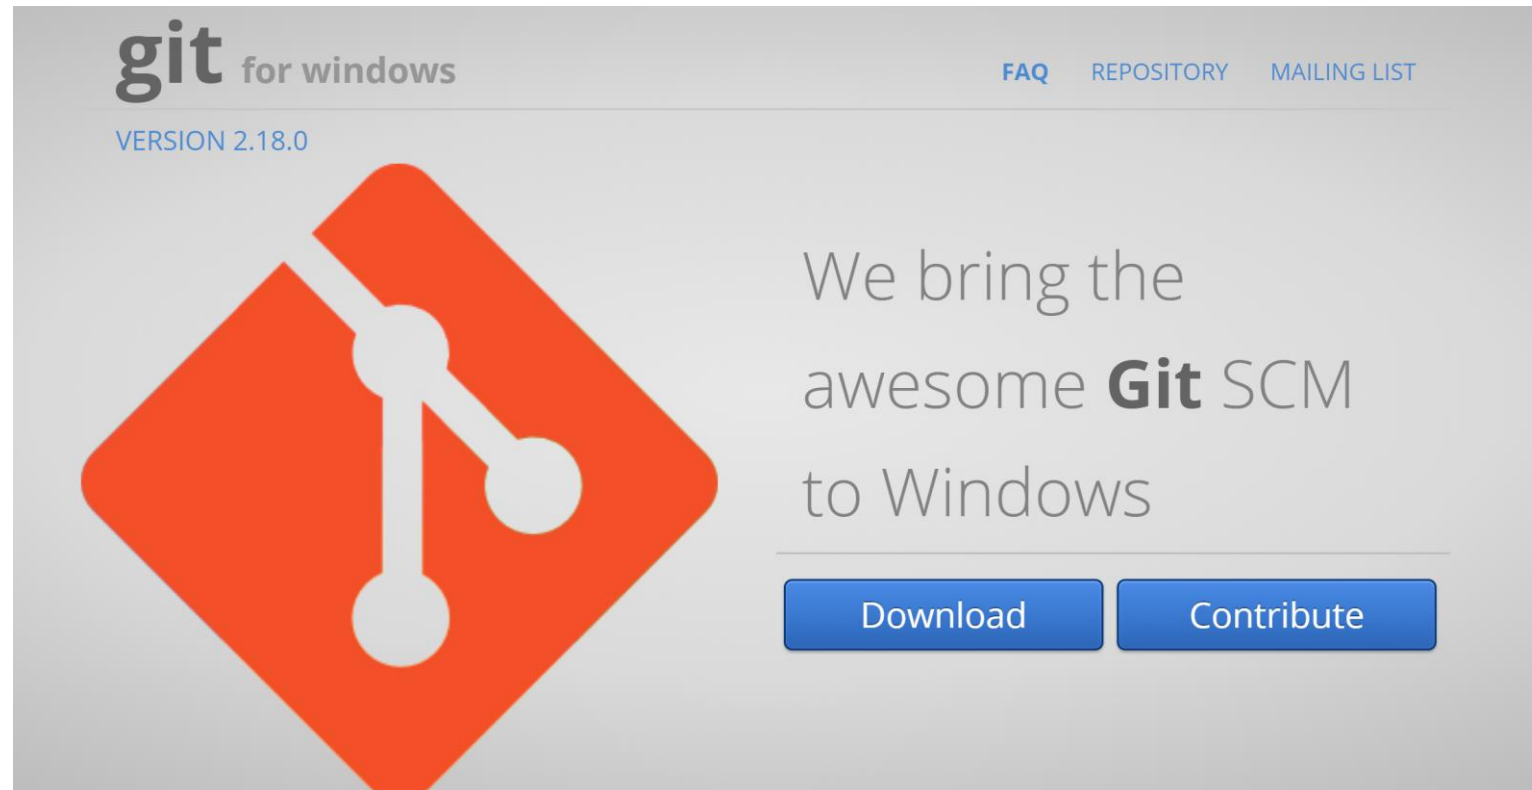 git for windows
FAQ REPOSITORY MAILING LIST
VERSION 2.18.0
We bring the
awesome Git SCM
to Windows
Download Contribute